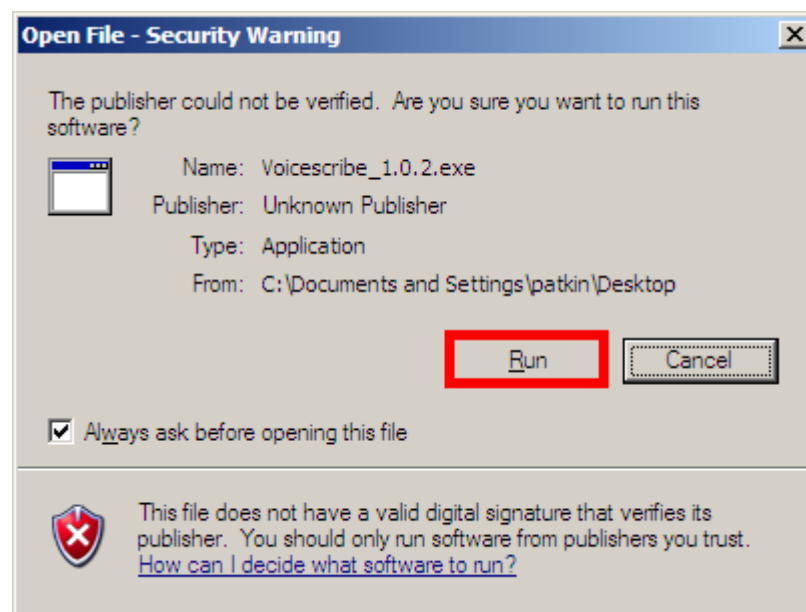 Open File - Security Warning
The publisher could not be verified.  Are you sure you want to run this
software?
Name: Voicescribe_1.0.2.exe
Publisher: Unknown Publisher
Type: Application
From: C:\Documents and Settings\patkin\Desktop
Run Cancel
Always ask before opening this file
This file does not have a valid digital signature that verifies its
publisher.  You should only run software from publishers you trust.
How can I decide what software to run?